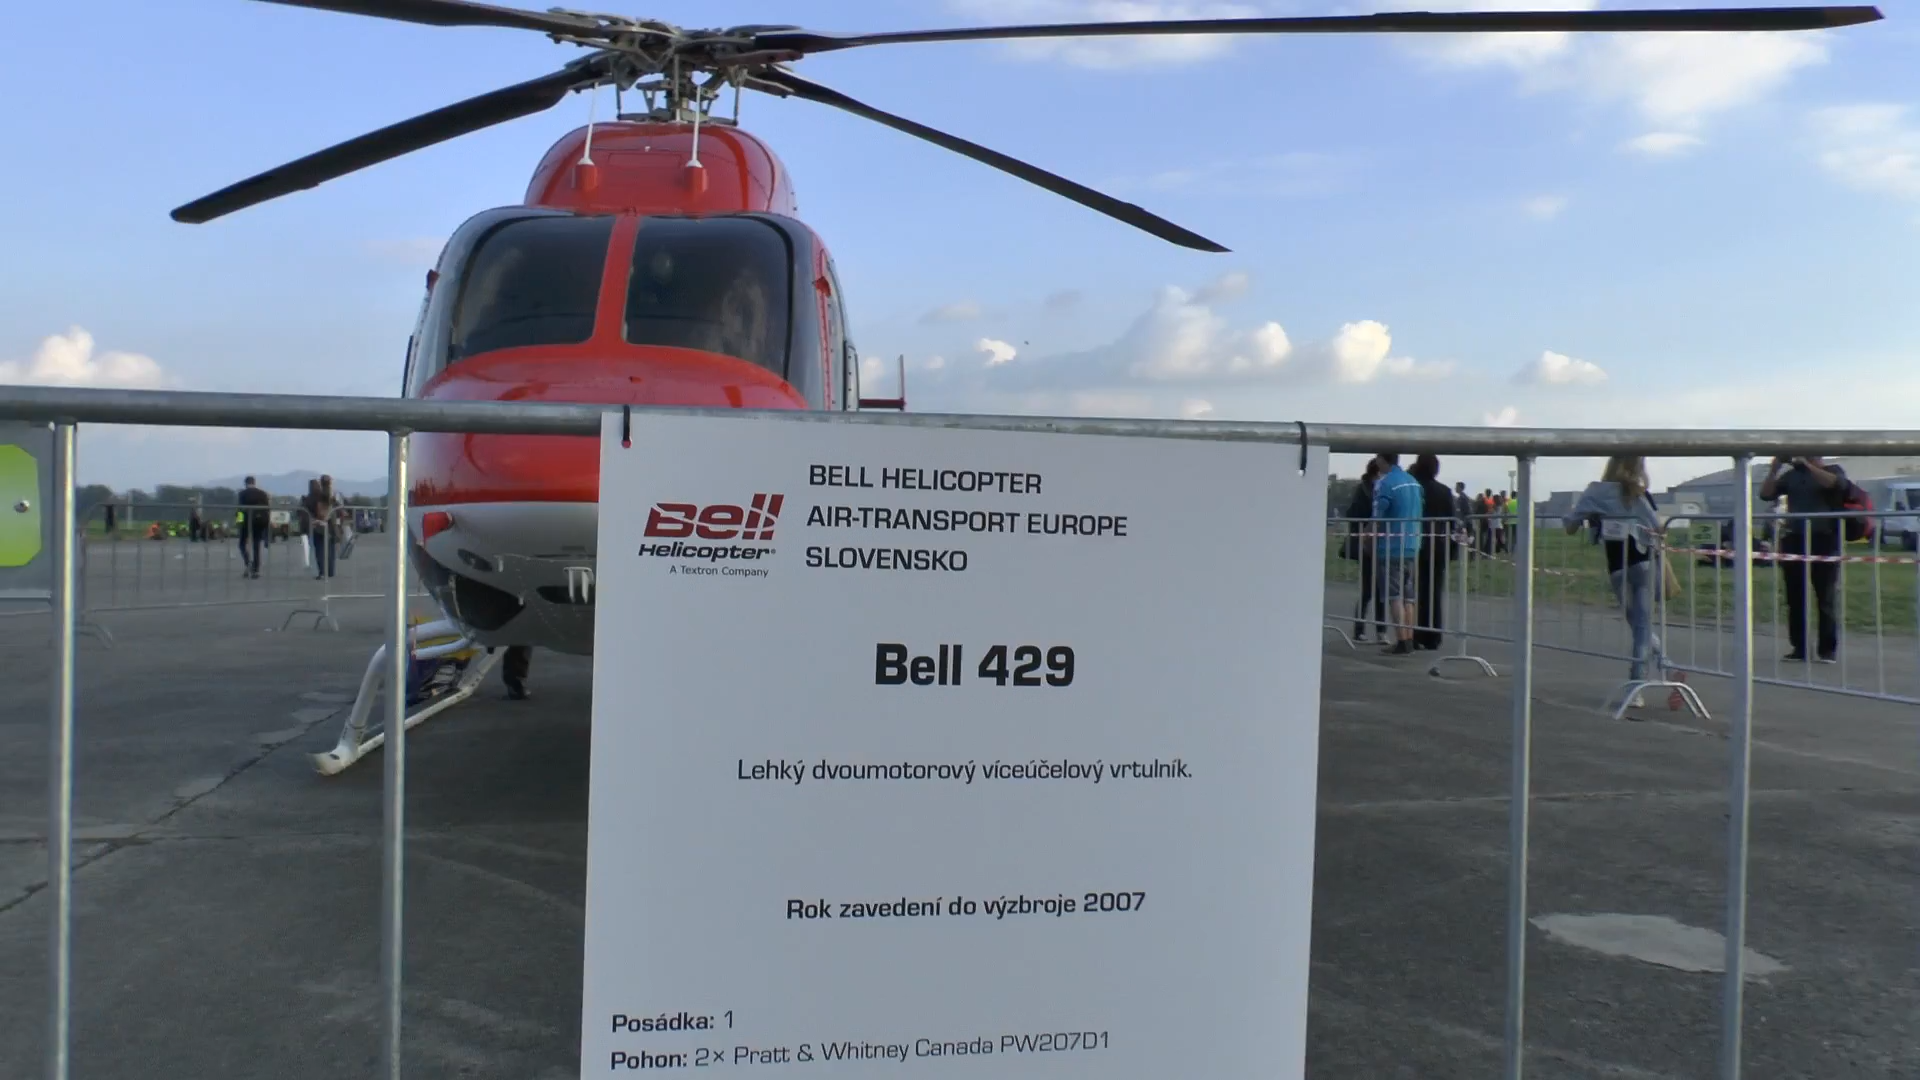 Bell
Helicopter®
A Textron Company
BELL HELICOPTER
AIR-TRANSPORT EUROPE
SLOVENSKO
Bell 429
Lehký dvoumotorový víceúčelový vrtulník.
Rok zavedení do výzbroje 2007
Posádka: 1
Pohon: 2× Pratt & Whitney Canada PW207D1